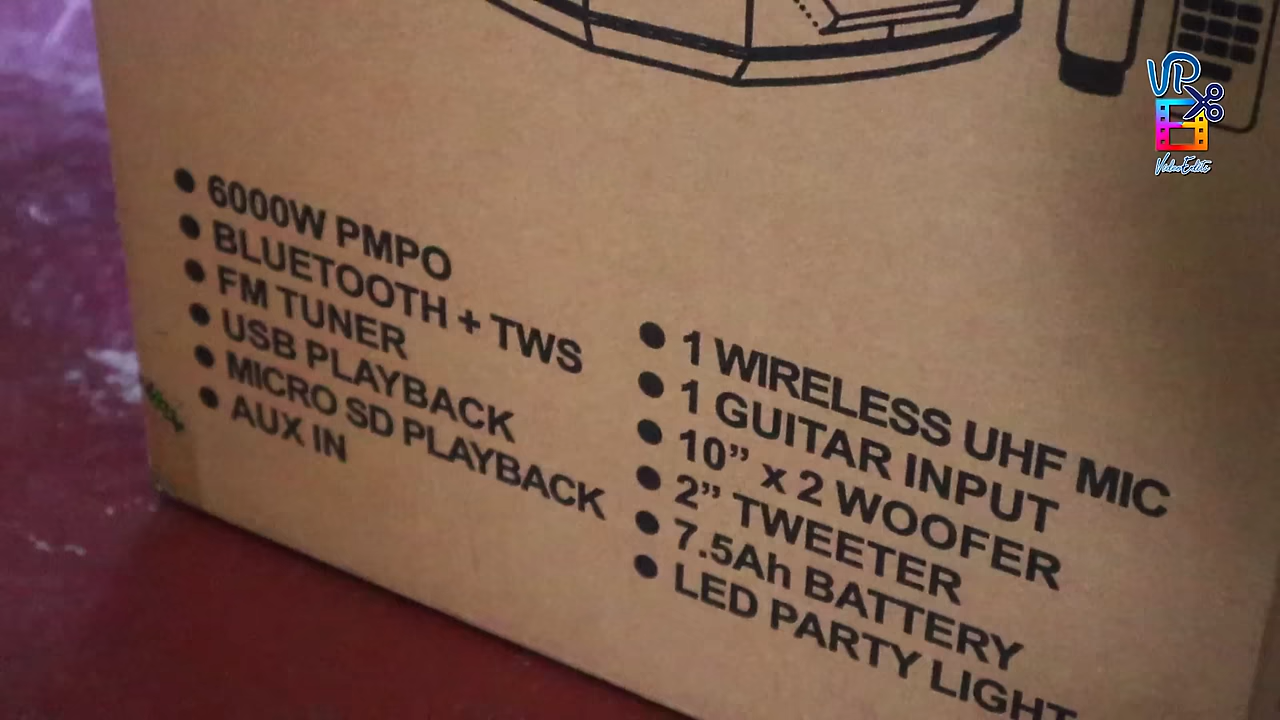 6000W PMPO
BLUETOOTH + TWS
FM TUNER
USB PLAYBACK
MICRO SD PLAYBACK
AUX IN
1 WIRELESS UHF MIC
1 GUITAR INPUT
10” x 2 WOOFER
2” TWEETER
7.5Ah BATTERY
LED PARTY LIGHT
VP
VideoEdits